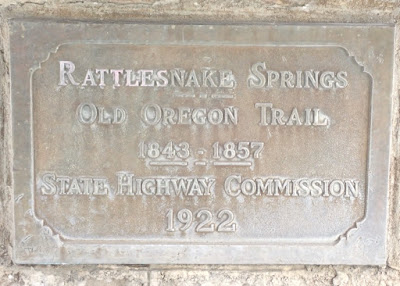 RATTLESNAKE SPRINGS
OLD OREGON TRAIL
1843 - 1857
STATE HIGHWAY COMMISSION
1922